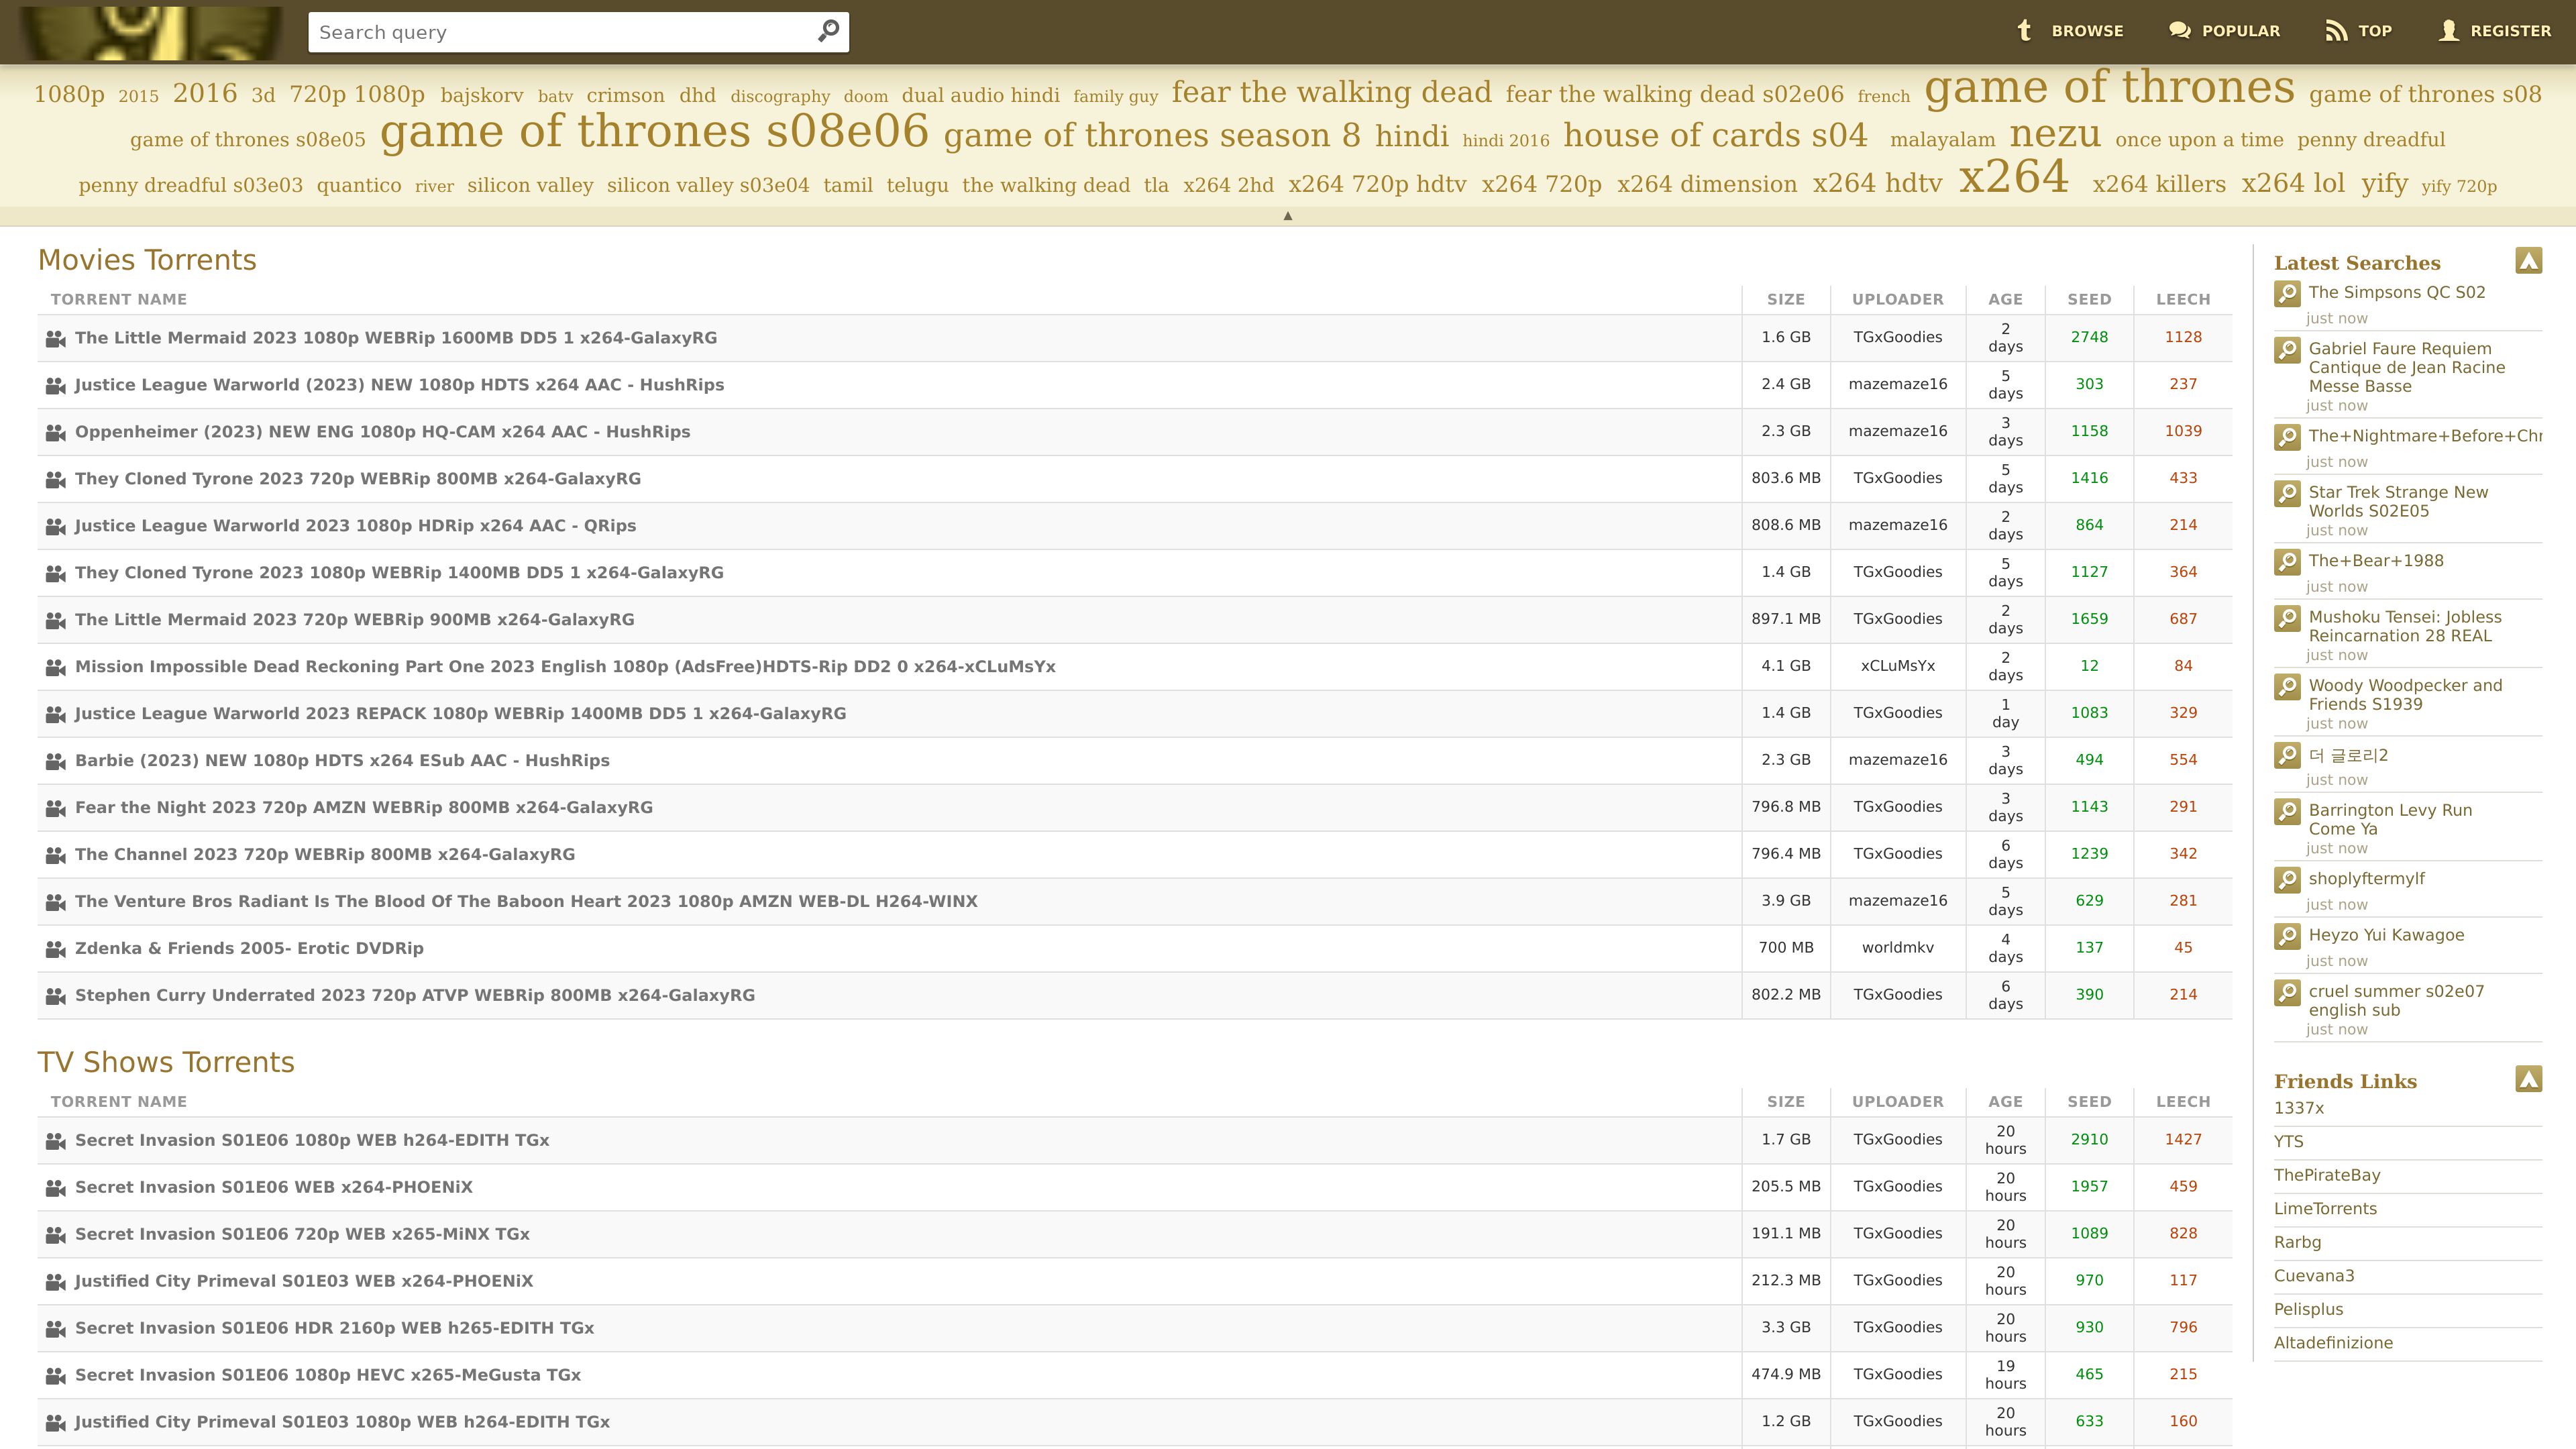 Search query
BROWSE
POPULAR
TOP
REGISTER
1080p 2015 2016 3d 720p 1080p bajskorv batv crimson dhd discography doom dual audio hindi family guy fear the walking dead fear the walking dead s02e06 french game of thrones game of thrones s08
game of thrones s08e05 game of thrones s08e06 game of thrones season 8 hindi hindi 2016 house of cards s04 malayalam nezu once upon a time penny dreadful
penny dreadful s03e03 quantico river silicon valley silicon valley s03e04 tamil telugu the walking dead tla x264 2hd x264 720p hdtv x264 720p x264 dimension x264 hdtv x264 x264 killers x264 lol yify yify 720p
▲
Movies Torrents
TORRENT NAME SIZE UPLOADER AGE SEED LEECH
The Little Mermaid 2023 1080p WEBRip 1600MB DD5 1 x264-GalaxyRG 1.6 GB TGxGoodies 2 days 2748 1128
Justice League Warworld (2023) NEW 1080p HDTS x264 AAC - HushRips 2.4 GB mazemaze16 5 days 303 237
Oppenheimer (2023) NEW ENG 1080p HQ-CAM x264 AAC - HushRips 2.3 GB mazemaze16 3 days 1158 1039
They Cloned Tyrone 2023 720p WEBRip 800MB x264-GalaxyRG 803.6 MB TGxGoodies 5 days 1416 433
Justice League Warworld 2023 1080p HDRip x264 AAC - QRips 808.6 MB mazemaze16 2 days 864 214
They Cloned Tyrone 2023 1080p WEBRip 1400MB DD5 1 x264-GalaxyRG 1.4 GB TGxGoodies 5 days 1127 364
The Little Mermaid 2023 720p WEBRip 900MB x264-GalaxyRG 897.1 MB TGxGoodies 2 days 1659 687
Mission Impossible Dead Reckoning Part One 2023 English 1080p (AdsFree)HDTS-Rip DD2 0 x264-xCLuMsYx 4.1 GB xCLuMsYx 2 days 12 84
Justice League Warworld 2023 REPACK 1080p WEBRip 1400MB DD5 1 x264-GalaxyRG 1.4 GB TGxGoodies 1 day 1083 329
Barbie (2023) NEW 1080p HDTS x264 ESub AAC - HushRips 2.3 GB mazemaze16 3 days 494 554
Fear the Night 2023 720p AMZN WEBRip 800MB x264-GalaxyRG 796.8 MB TGxGoodies 3 days 1143 291
The Channel 2023 720p WEBRip 800MB x264-GalaxyRG 796.4 MB TGxGoodies 6 days 1239 342
The Venture Bros Radiant Is The Blood Of The Baboon Heart 2023 1080p AMZN WEB-DL H264-WINX 3.9 GB mazemaze16 5 days 629 281
Zdenka & Friends 2005- Erotic DVDRip 700 MB worldmkv 4 days 137 45
Stephen Curry Underrated 2023 720p ATVP WEBRip 800MB x264-GalaxyRG 802.2 MB TGxGoodies 6 days 390 214
TV Shows Torrents
TORRENT NAME SIZE UPLOADER AGE SEED LEECH
Secret Invasion S01E06 1080p WEB h264-EDITH TGx 1.7 GB TGxGoodies 20 hours 2910 1427
Secret Invasion S01E06 WEB x264-PHOENiX 205.5 MB TGxGoodies 20 hours 1957 459
Secret Invasion S01E06 720p WEB x265-MiNX TGx 191.1 MB TGxGoodies 20 hours 1089 828
Justified City Primeval S01E03 WEB x264-PHOENiX 212.3 MB TGxGoodies 20 hours 970 117
Secret Invasion S01E06 HDR 2160p WEB h265-EDITH TGx 3.3 GB TGxGoodies 20 hours 930 796
Secret Invasion S01E06 1080p HEVC x265-MeGusta TGx 474.9 MB TGxGoodies 19 hours 465 215
Justified City Primeval S01E03 1080p WEB h264-EDITH TGx 1.2 GB TGxGoodies 20 hours 633 160
Latest Searches
The Simpsons QC S02
just now
Gabriel Faure Requiem
Cantique de Jean Racine
Messe Basse
just now
The+Nightmare+Before+Chr
just now
Star Trek Strange New
Worlds S02E05
just now
The+Bear+1988
just now
Mushoku Tensei: Jobless
Reincarnation 28 REAL
just now
Woody Woodpecker and
Friends S1939
just now
더 글로리2
just now
Barrington Levy Run
Come Ya
just now
shoplyftermylf
just now
Heyzo Yui Kawagoe
just now
cruel summer s02e07
english sub
just now
Friends Links
1337x
YTS
ThePirateBay
LimeTorrents
Rarbg
Cuevana3
Pelisplus
Altadefinizione